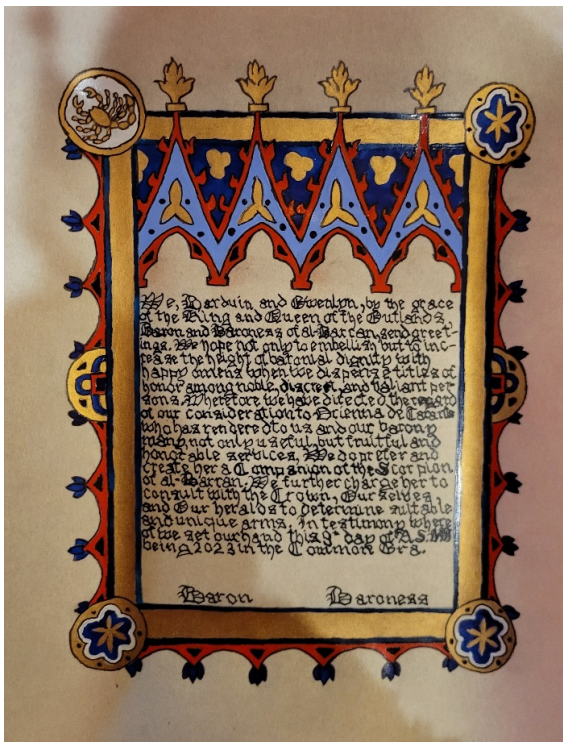 We, Barduin and Gwenlyn, by the grace
of the King and Queen of the Outlands
Baron and Baroness of al-Barran, send greet-
ings. We hope not only to embellish but to inc-
rease the height of baronial dignity with
happy omens when we dispense titles of
honor among noble, discreet, and valiant per
sons. Wherefore we have directed the regard
of our consideration to Orienna de
who has rendered to us and our barony
many not only useful, but fruitful and
honorable services, We do prefer and
create her a Companion of the Scorpion
of al-Barran, We further charge her to
consult with the Crown, Ourselves
and Our heralds to determine suitable
and unique arms. In testimony where
of we set our hand this day of A.S.
being 2023 in the Common Era.
Baron Baroness